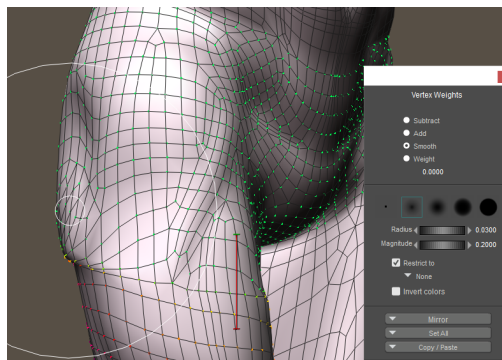 Vertex Weights
Subtract
Add
Smooth
Weight
0.0000
Radius 0.0300
Magnitude 0.2000
Restrict to
None
Invert colors
Mirror
Set All
Copy / Paste